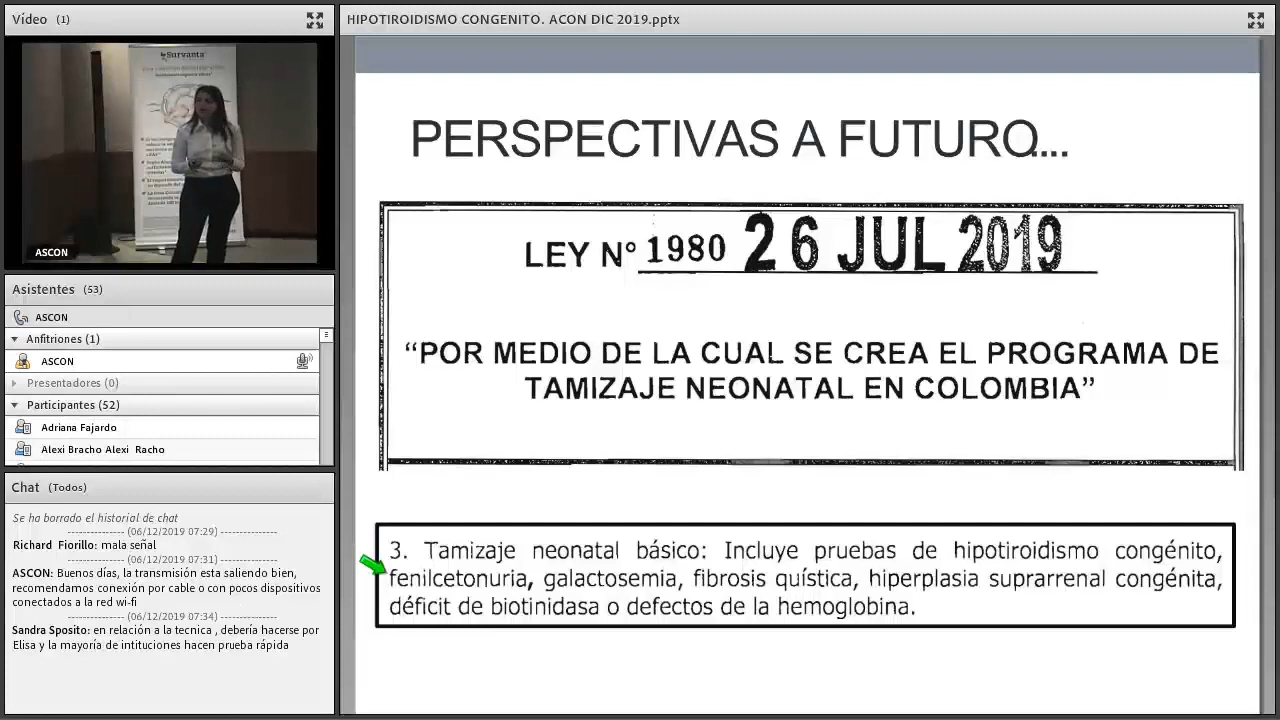 Vídeo (1)
Survanta
ASCON
Asistentes (53)
ASCON
Anfitriones (1)
ASCON
Presentadores (0)
Participantes (52)
Adriana Fajardo
Alexi Bracho Alexi Racho
Chat (Todos)
Se ha borrado el historial de chat
--------------- (06/12/2019 07:29) ---------------
Richard Fiorillo: mala señal
--------------- (06/12/2019 07:31) ---------------
ASCON: Buenos días, la transmisión esta saliendo bien,
recomendamos conexión por cable o con pocos dispositivos
conectados a la red wi-fi
--------------- (06/12/2019 07:34) ---------------
Sandra Sposito: en relación a la tecnica , debería hacerse por
Elisa y la mayoría de intituciones hacen prueba rápida
HIPOTIROIDISMO CONGENITO. ACON DIC 2019.pptx
PERSPECTIVAS A FUTURO...
LEY N° 1980 26 JUL 2019
“POR MEDIO DE LA CUAL SE CREA EL PROGRAMA DE
TAMIZAJE NEONATAL EN COLOMBIA”
3. Tamizaje neonatal básico: Incluye pruebas de hipotiroidismo congénito,
fenilcetonuria, galactosemia, fibrosis quística, hiperplasia suprarrenal congénita,
déficit de biotinidasa o defectos de la hemoglobina.